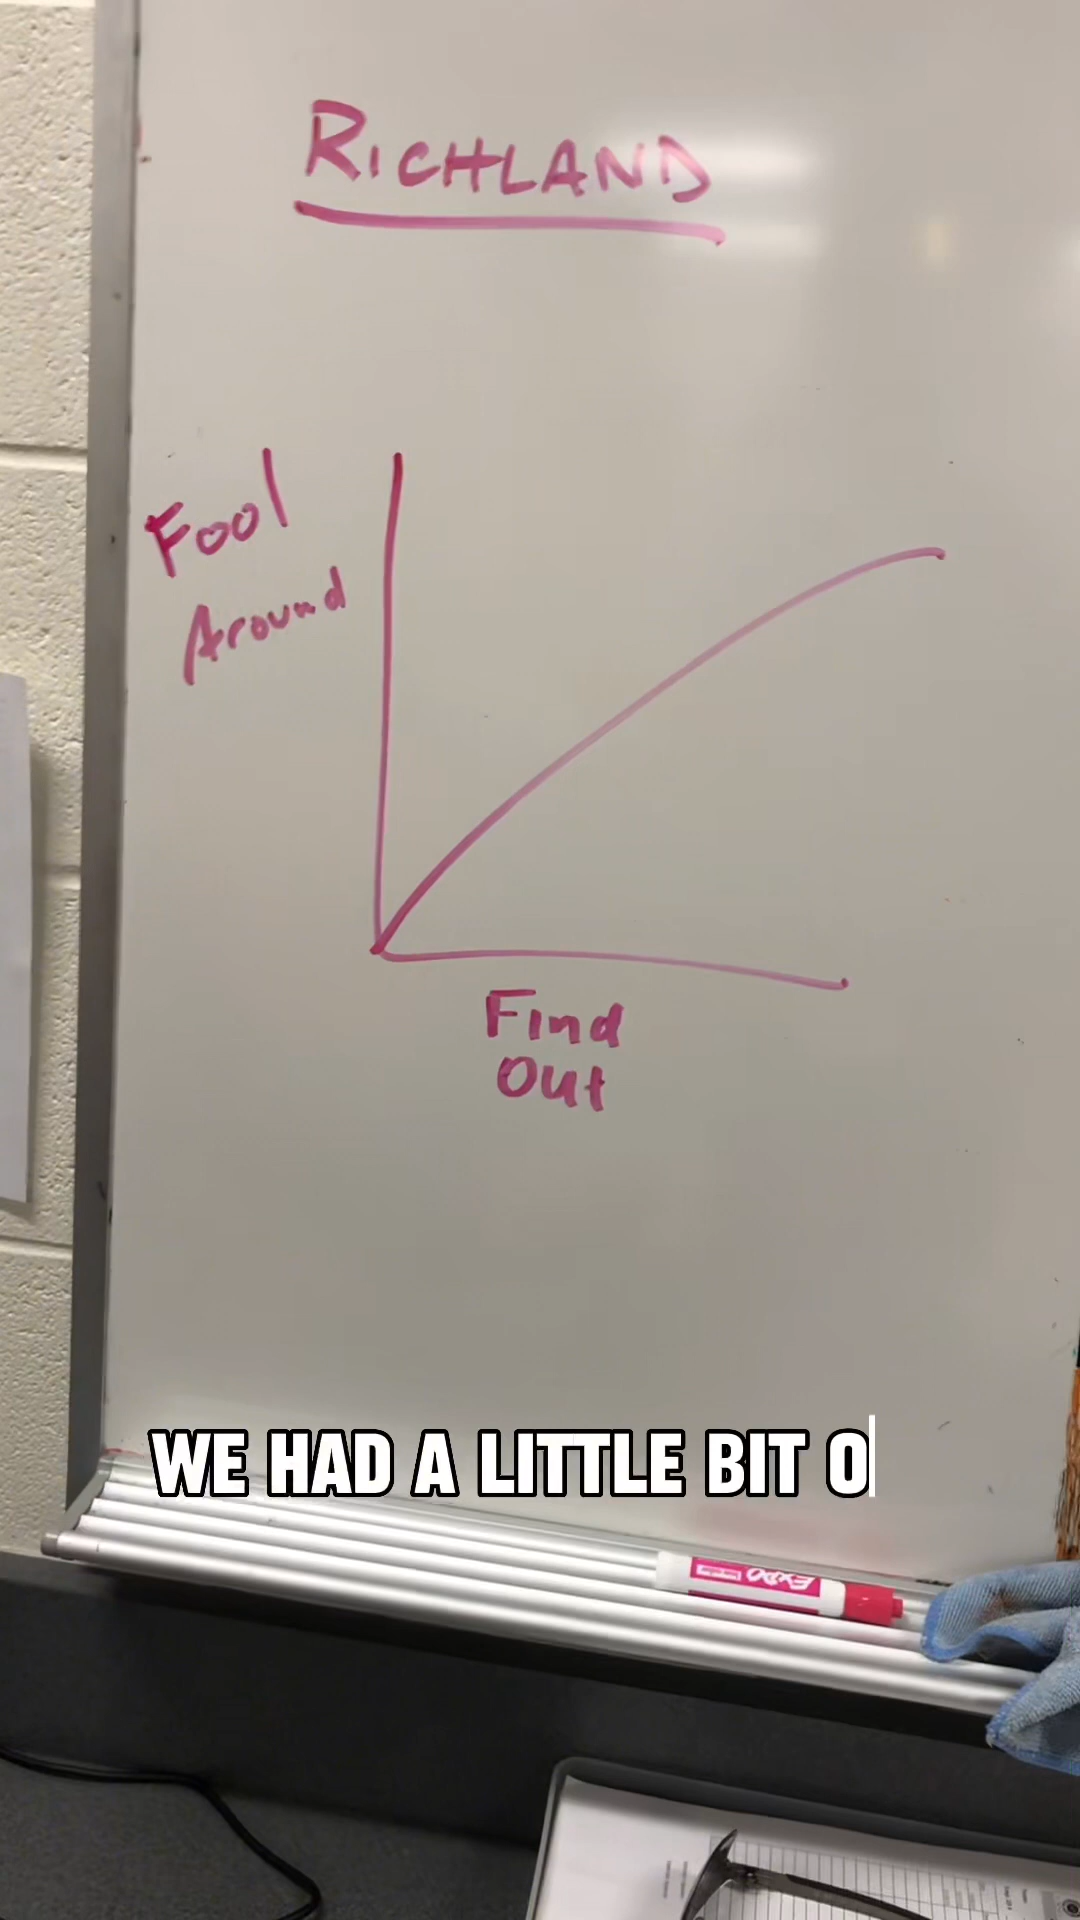 RICHLAND
Fool
Around
Find
Out
WE HAD A LITTLE BIT O
EXPO